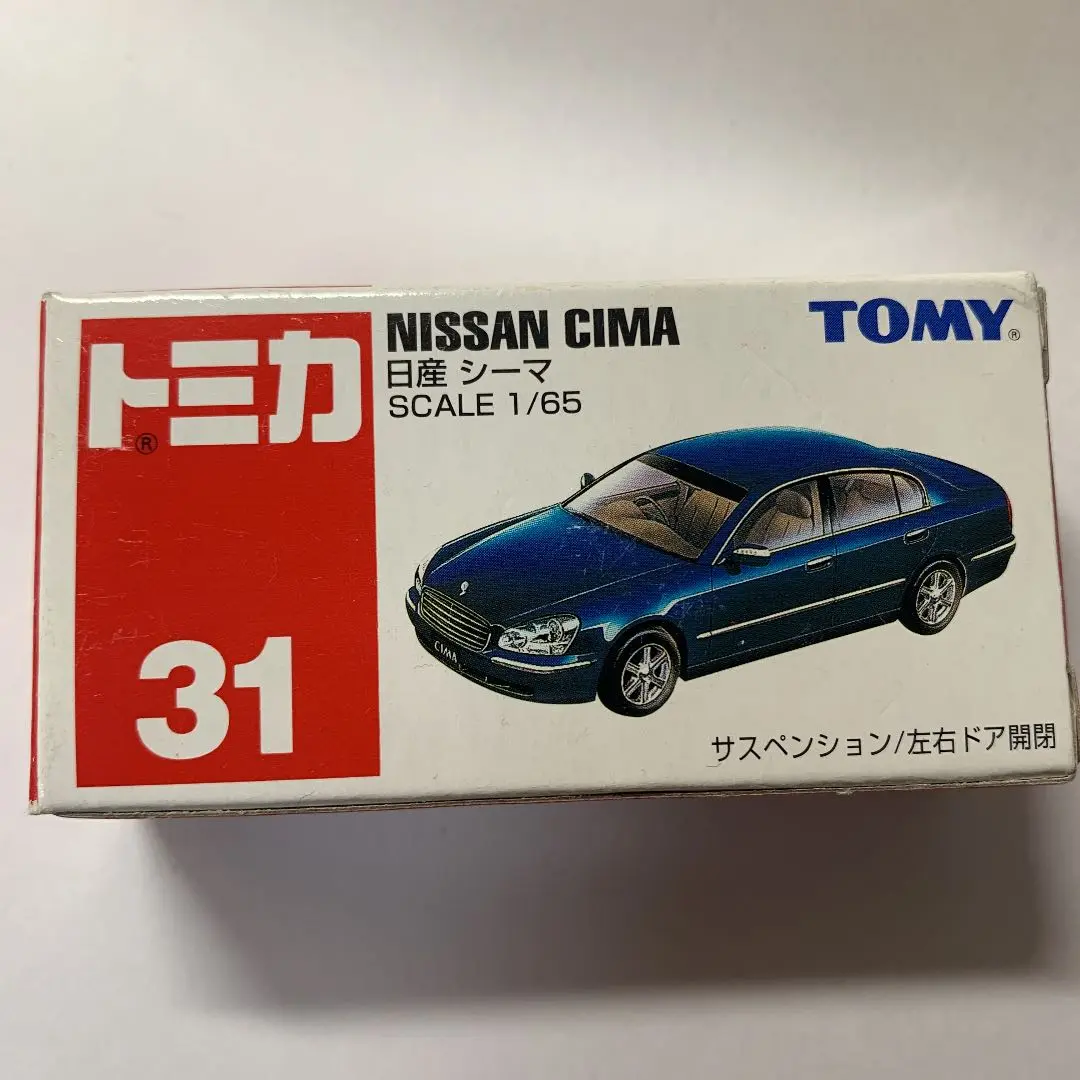 トミカ®
31
NISSAN CIMA
日産 シーマ
SCALE 1/65
TOMY®
CIMA
サスペンション/左右ドア開閉